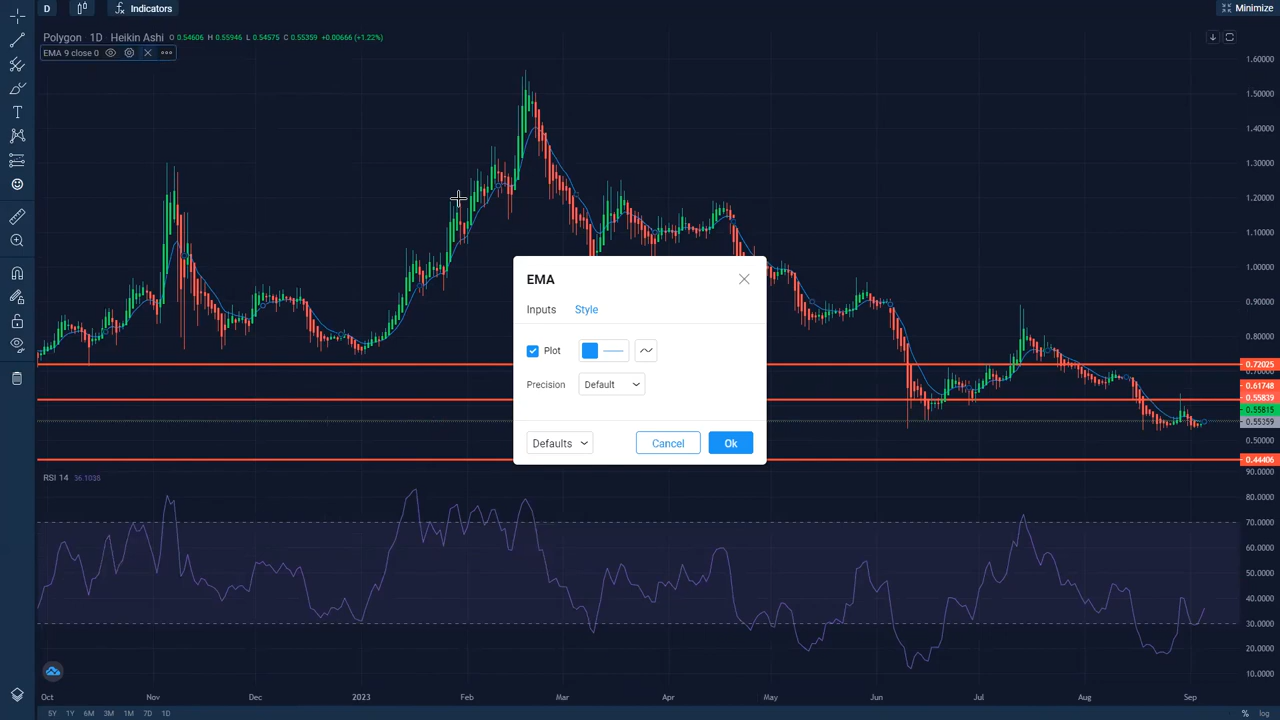 D
Indicators
Minimize
Polygon 1D Heikin Ashi O 0.54606 H 0.55946 L 0.54575 C 0.55359 +0.00666 (+1.22%)
EMA 9 close 0
1.60000
1.50000
1.40000
1.30000
1.20000
1.10000
1.00000
0.90000
0.80000
0.72025
0.61748
0.55839
0.55815
0.55359
0.50000
0.44406
EMA
Inputs Style
Plot
Precision Default
Defaults Cancel Ok
RSI 14 36.1038
90.0000
80.0000
70.0000
60.0000
50.0000
40.0000
30.0000
20.0000
10.0000
Oct Nov Dec 2023 Feb Mar Apr May Jun Jul Aug Sep
5Y 1Y 6M 3M 1M 7D 1D % log